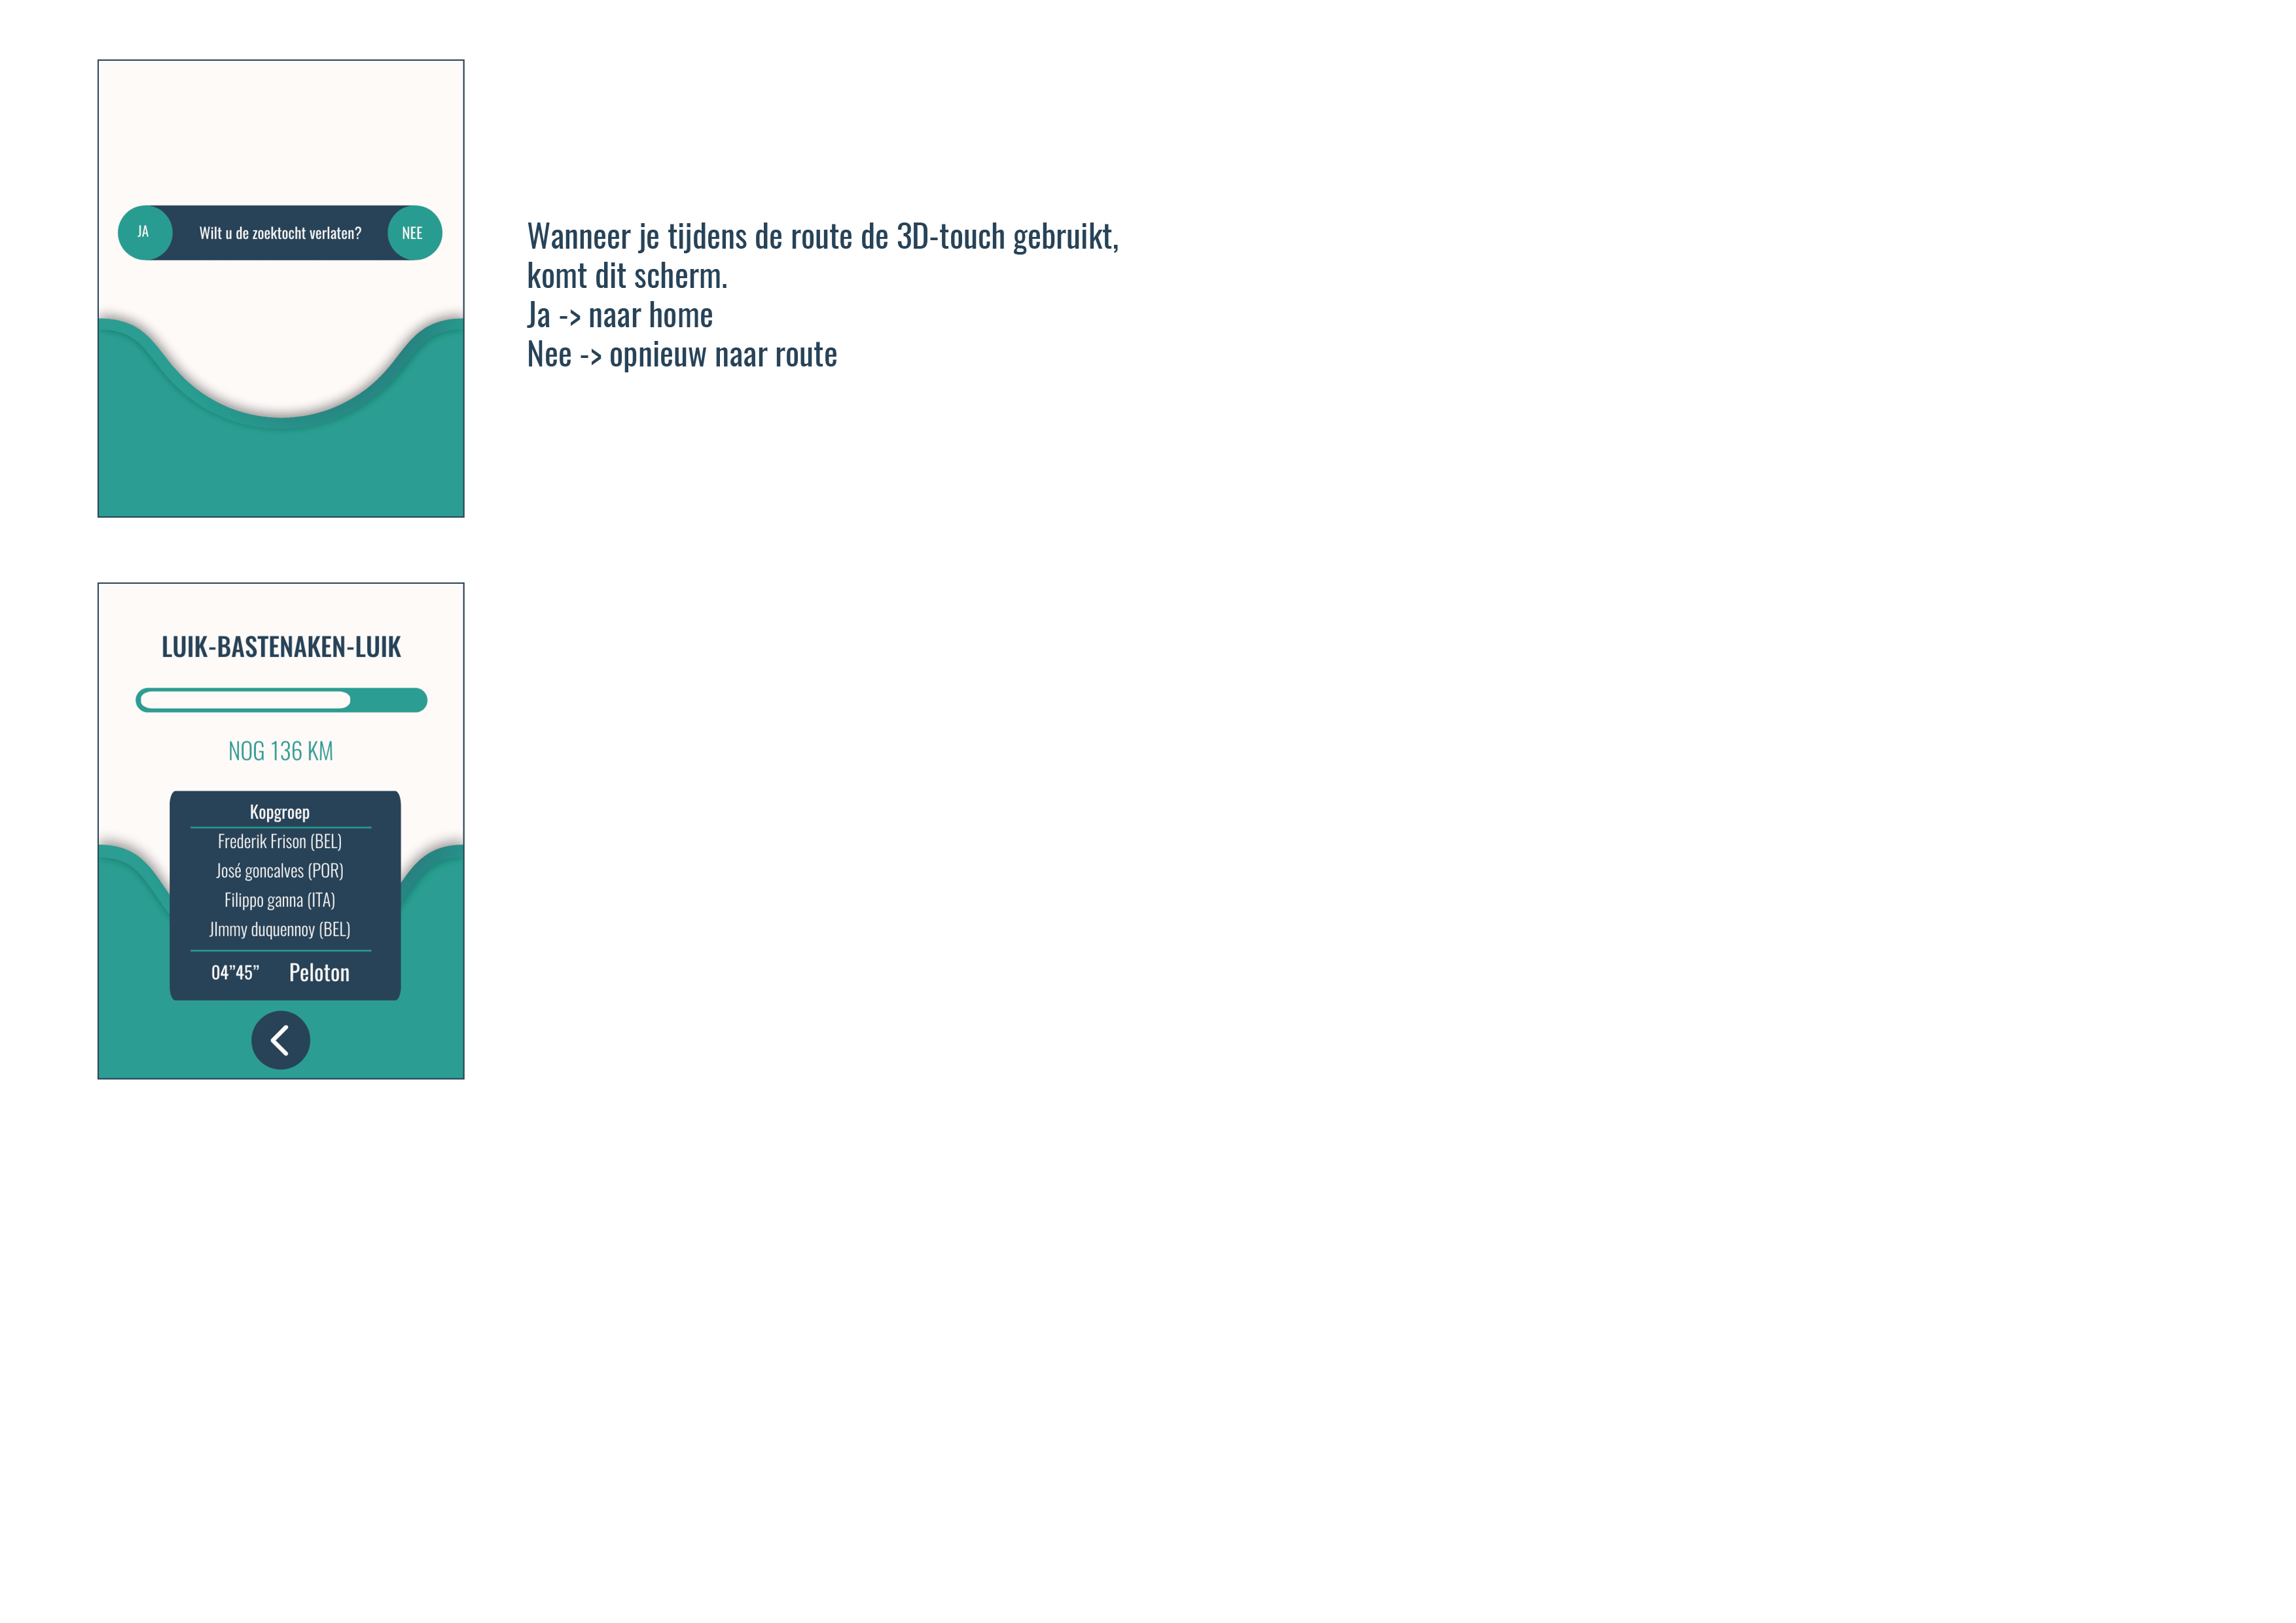 JA
Wilt u de zoektocht verlaten?
NEE
Wanneer je tijdens de route de 3D-touch gebruikt,
komt dit scherm.
Ja -> naar home
Nee -> opnieuw naar route
LUIK-BASTENAKEN-LUIK
NOG 136 KM
Kopgroep
Frederik Frison (BEL)
José goncalves (POR)
Filippo ganna (ITA)
JImmy duquennoy (BEL)
04”45” Peloton